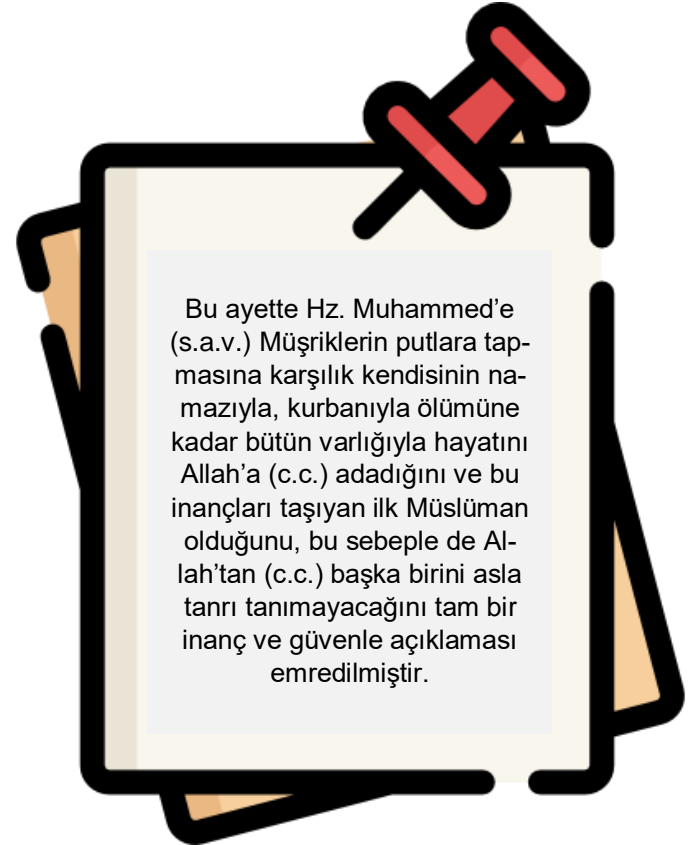 Bu ayette Hz. Muhammed’e
(s.a.v.) Müşriklerin putlara tap-
masına karşılık kendisinin na-
mazıyla, kurbanıyla ölümüne
kadar bütün varlığıyla hayatını
Allah’a (c.c.) adadığını ve bu
inançları taşıyan ilk Müslüman
olduğunu, bu sebeple de Al-
lah’tan (c.c.) başka birini asla
tanrı tanımayacağını tam bir
inanç ve güvenle açıklaması
emredilmiştir.